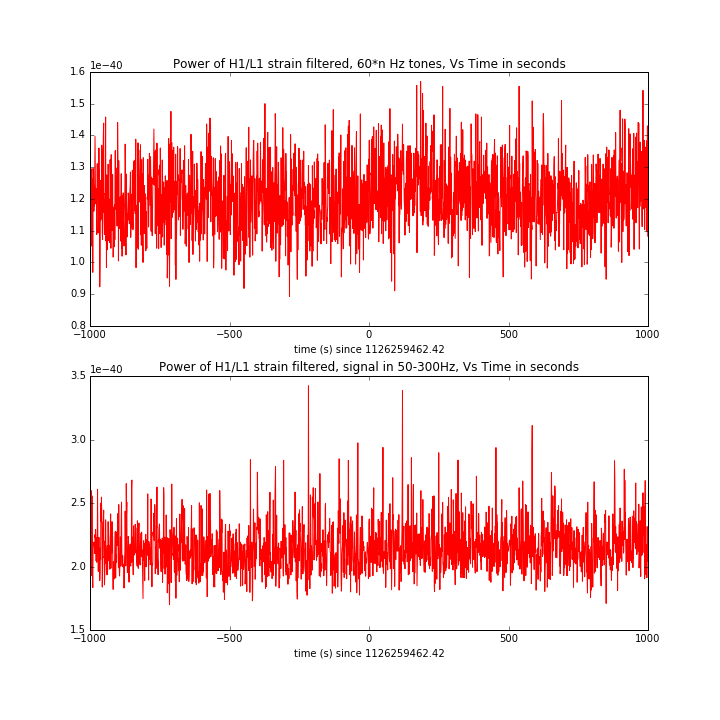 1e−40
Power of H1/L1 strain filtered, 60*n Hz tones, Vs Time in seconds
1.6
1.5
1.4
1.3
1.2
1.1
1.0
0.9
0.8
−1000 −500 0 500 1000
time (s) since 1126259462.42
1e−40
Power of H1/L1 strain filtered, signal in 50-300Hz, Vs Time in seconds
3.5
3.0
2.5
2.0
1.5
−1000 −500 0 500 1000
time (s) since 1126259462.42